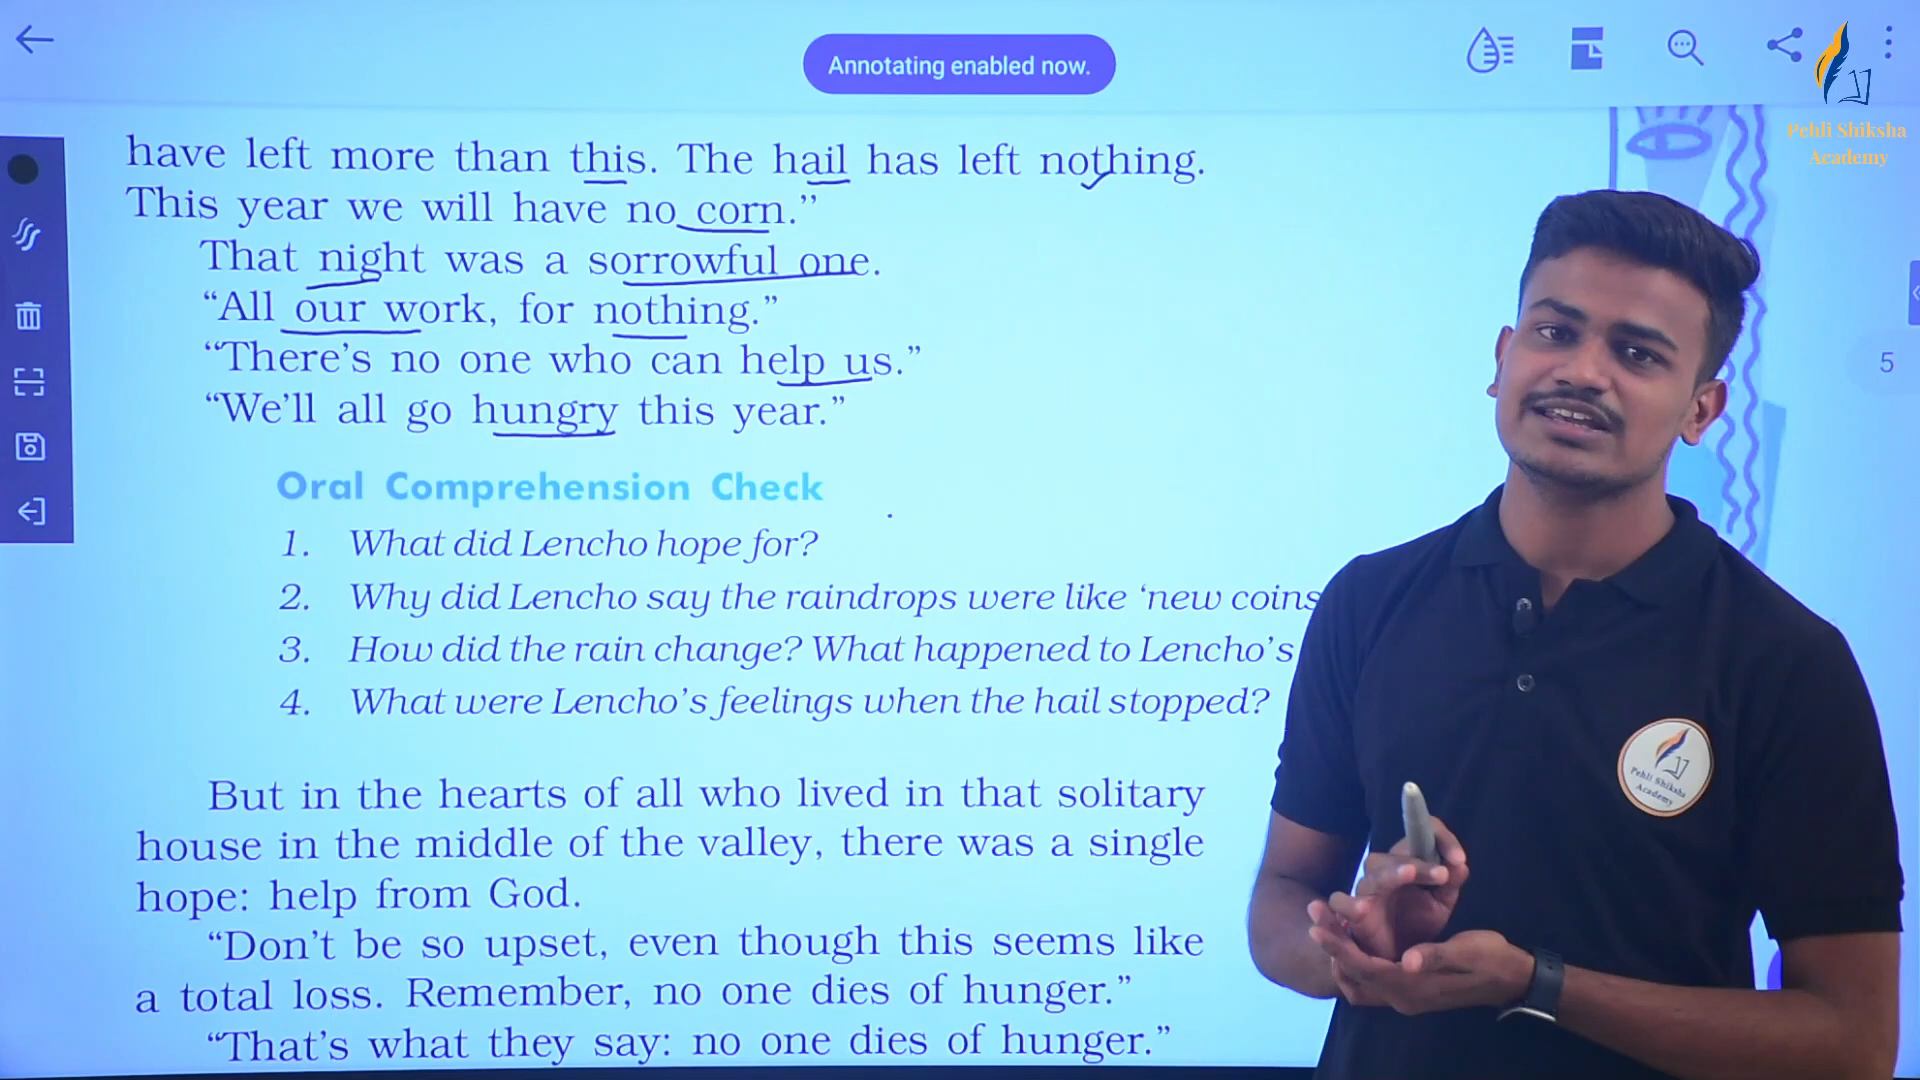 Annotating enabled now.
Pehli Shiksha
Academy
have left more than this. The hail has left nothing.
This year we will have no corn.”
That night was a sorrowful one.
“All our work, for nothing.”
“There’s no one who can help us.”
“We’ll all go hungry this year.”
5
Oral Comprehension Check
1. What did Lencho hope for?
2. Why did Lencho say the raindrops were like ‘new coins
3. How did the rain change? What happened to Lencho’s
4. What were Lencho’s feelings when the hail stopped?
But in the hearts of all who lived in that solitary
house in the middle of the valley, there was a single
hope: help from God.
“Don’t be so upset, even though this seems like
a total loss. Remember, no one dies of hunger.”
“That’s what they say: no one dies of hunger.”
Pehli Shiksha
Academy